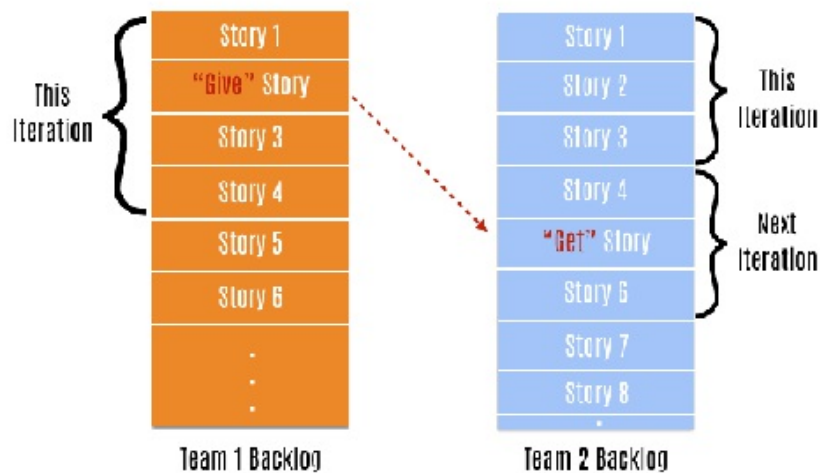 This
Iteration
Story 1
"Give" Story
Story 3
Story 4
Story 5
Story 6
.
.
.
Team 1 Backlog
Story 1
Story 2
Story 3
Story 4
"Get" Story
Story 6
Story 7
Story 8
.
Team 2 Backlog
This
Iteration
Next
Iteration